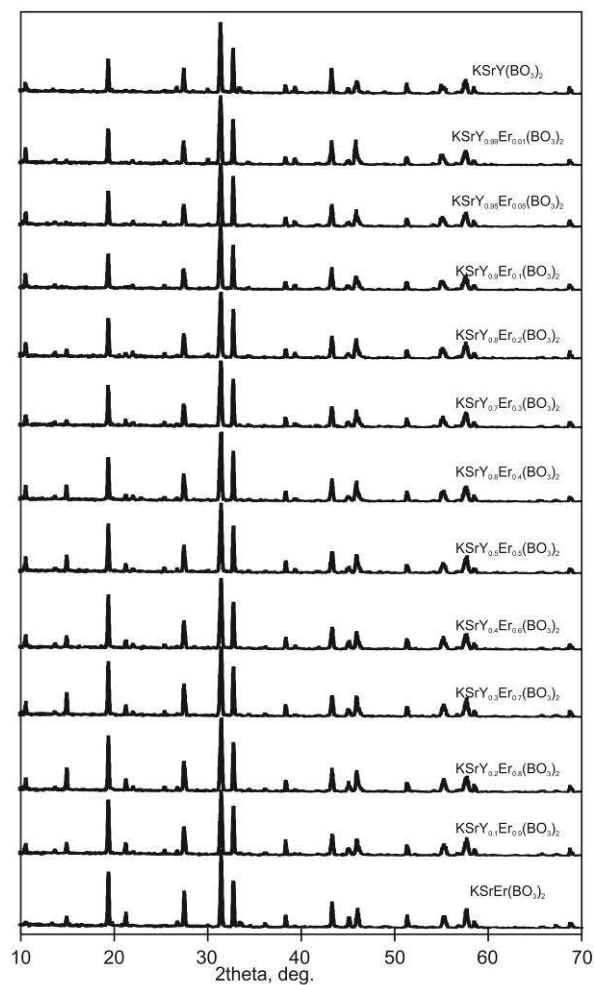 KSrY(BO₃)₂
KSrY₀.₉₉Er₀.₀₁(BO₃)₂
KSrY₀.₉₅Er₀.₀₅(BO₃)₂
KSrY₀.₉Er₀.₁(BO₃)₂
KSrY₀.₈Er₀.₂(BO₃)₂
KSrY₀.₇Er₀.₃(BO₃)₂
KSrY₀.₆Er₀.₄(BO₃)₂
KSrY₀.₅Er₀.₅(BO₃)₂
KSrY₀.₄Er₀.₆(BO₃)₂
KSrY₀.₃Er₀.₇(BO₃)₂
KSrY₀.₂Er₀.₈(BO₃)₂
KSrY₀.₁Er₀.₉(BO₃)₂
KSrEr(BO₃)₂
10 20 30 40 50 60 70
2theta, deg.